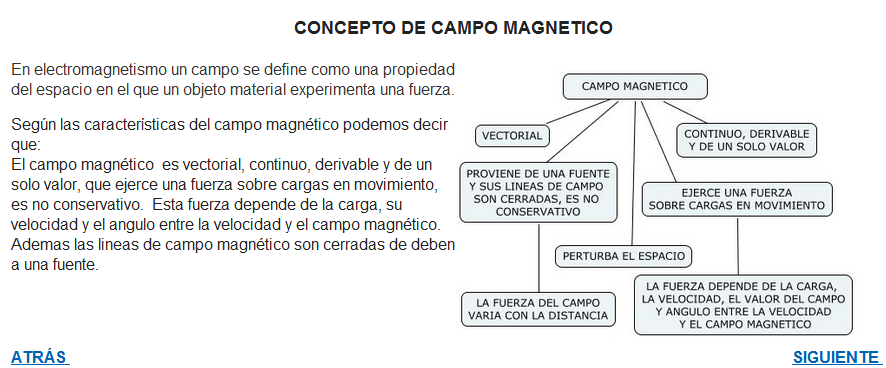 CONCEPTO DE CAMPO MAGNETICO
En electromagnetismo un campo se define como una propiedad
del espacio en el que un objeto material experimenta una fuerza.
Según las características del campo magnético podemos decir
que:
El campo magnético es vectorial, continuo, derivable y de un
solo valor, que ejerce una fuerza sobre cargas en movimiento,
es no conservativo. Esta fuerza depende de la carga, su
velocidad y el angulo entre la velocidad y el campo magnético.
Ademas las lineas de campo magnético son cerradas de deben
a una fuente.
CAMPO MAGNETICO
VECTORIAL
CONTINUO, DERIVABLE
Y DE UN SOLO VALOR
PROVIENE DE UNA FUENTE
Y SUS LINEAS DE CAMPO
SON CERRADAS, ES NO
CONSERVATIVO
EJERCE UNA FUERZA
SOBRE CARGAS EN MOVIMIENTO
PERTURBA EL ESPACIO
LA FUERZA DEL CAMPO
VARIA CON LA DISTANCIA
LA FUERZA DEPENDE DE LA CARGA,
LA VELOCIDAD, EL VALOR DEL CAMPO
Y ANGULO ENTRE LA VELOCIDAD
Y EL CAMPO MAGNETICO
ATRÁS
SIGUIENTE